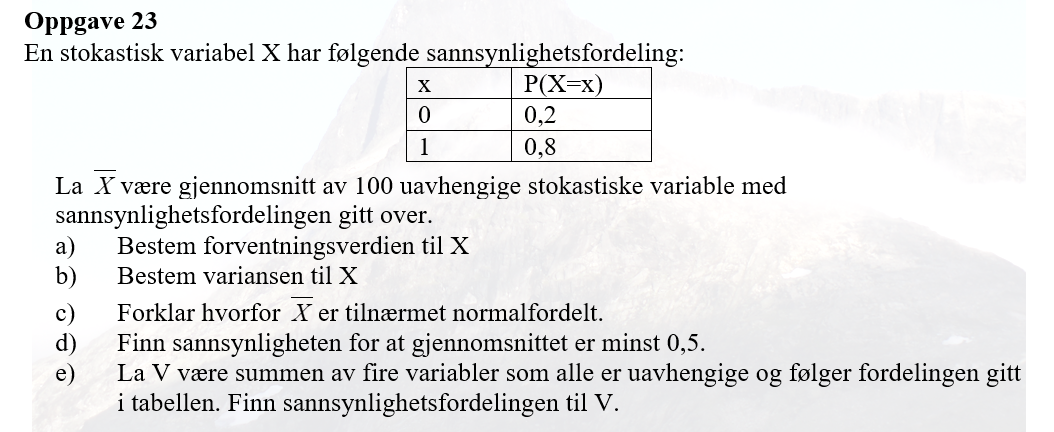 Oppgave 23
En stokastisk variabel X har følgende sannsynlighetsfordeling:
x P(X=x)
0 0,2
1 0,8
La X̅ være gjennomsnitt av 100 uavhengige stokastiske variable med
sannsynlighetsfordelingen gitt over.
a) Bestem forventningsverdien til X
b) Bestem variansen til X
c) Forklar hvorfor X̅ er tilnærmet normalfordelt.
d) Finn sannsynligheten for at gjennomsnittet er minst 0,5.
e) La V være summen av fire variabler som alle er uavhengige og følger fordelingen gitt
i tabellen. Finn sannsynlighetsfordelingen til V.